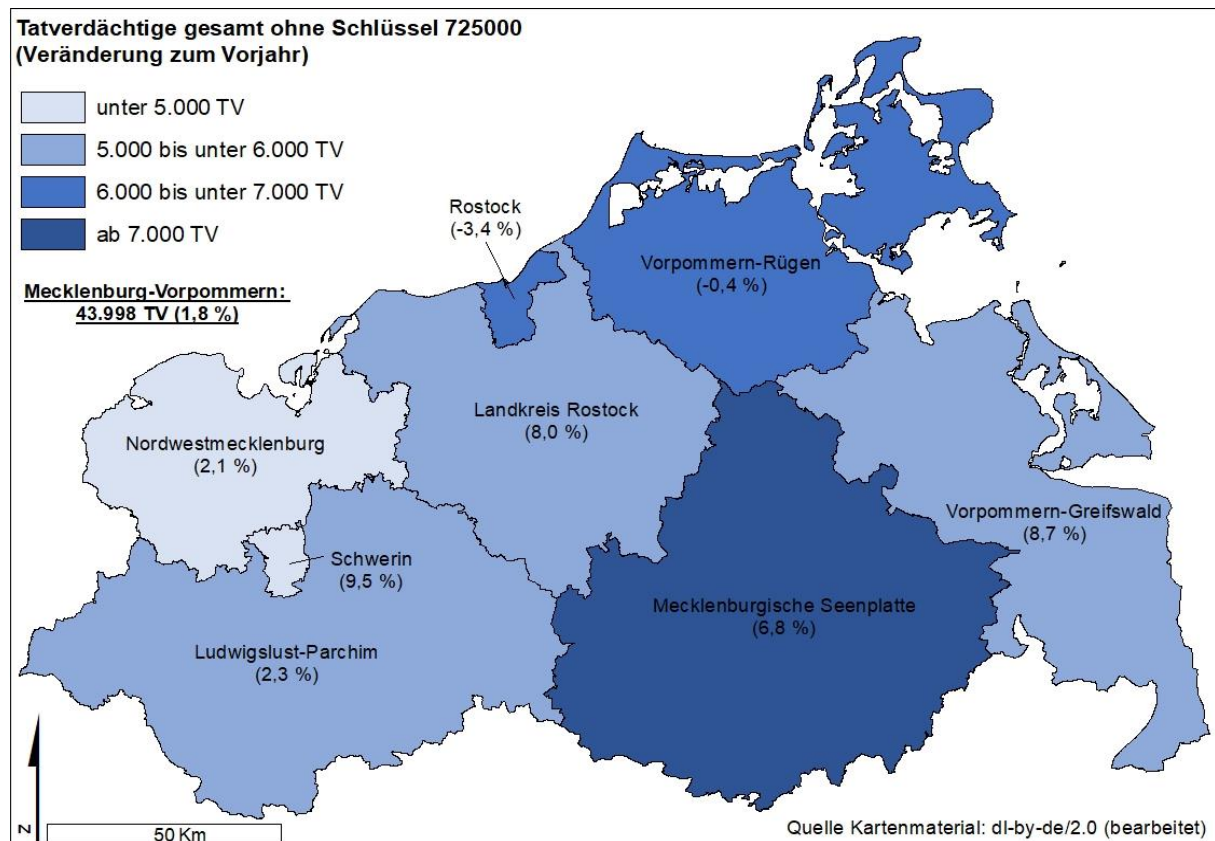 Tatverdächtige gesamt ohne Schlüssel 725000
(Veränderung zum Vorjahr)
unter 5.000 TV
5.000 bis unter 6.000 TV
6.000 bis unter 7.000 TV
ab 7.000 TV
Mecklenburg-Vorpommern:
43.998 TV (1,8 %)
Rostock
(-3,4 %)
Vorpommern-Rügen
(-0,4 %)
Landkreis Rostock
(8,0 %)
Nordwestmecklenburg
(2,1 %)
Vorpommern-Greifswald
(8,7 %)
Schwerin
(9,5 %)
Mecklenburgische Seenplatte
(6,8 %)
Ludwigslust-Parchim
(2,3 %)
N
50 Km
Quelle Kartenmaterial: dl-by-de/2.0 (bearbeitet)